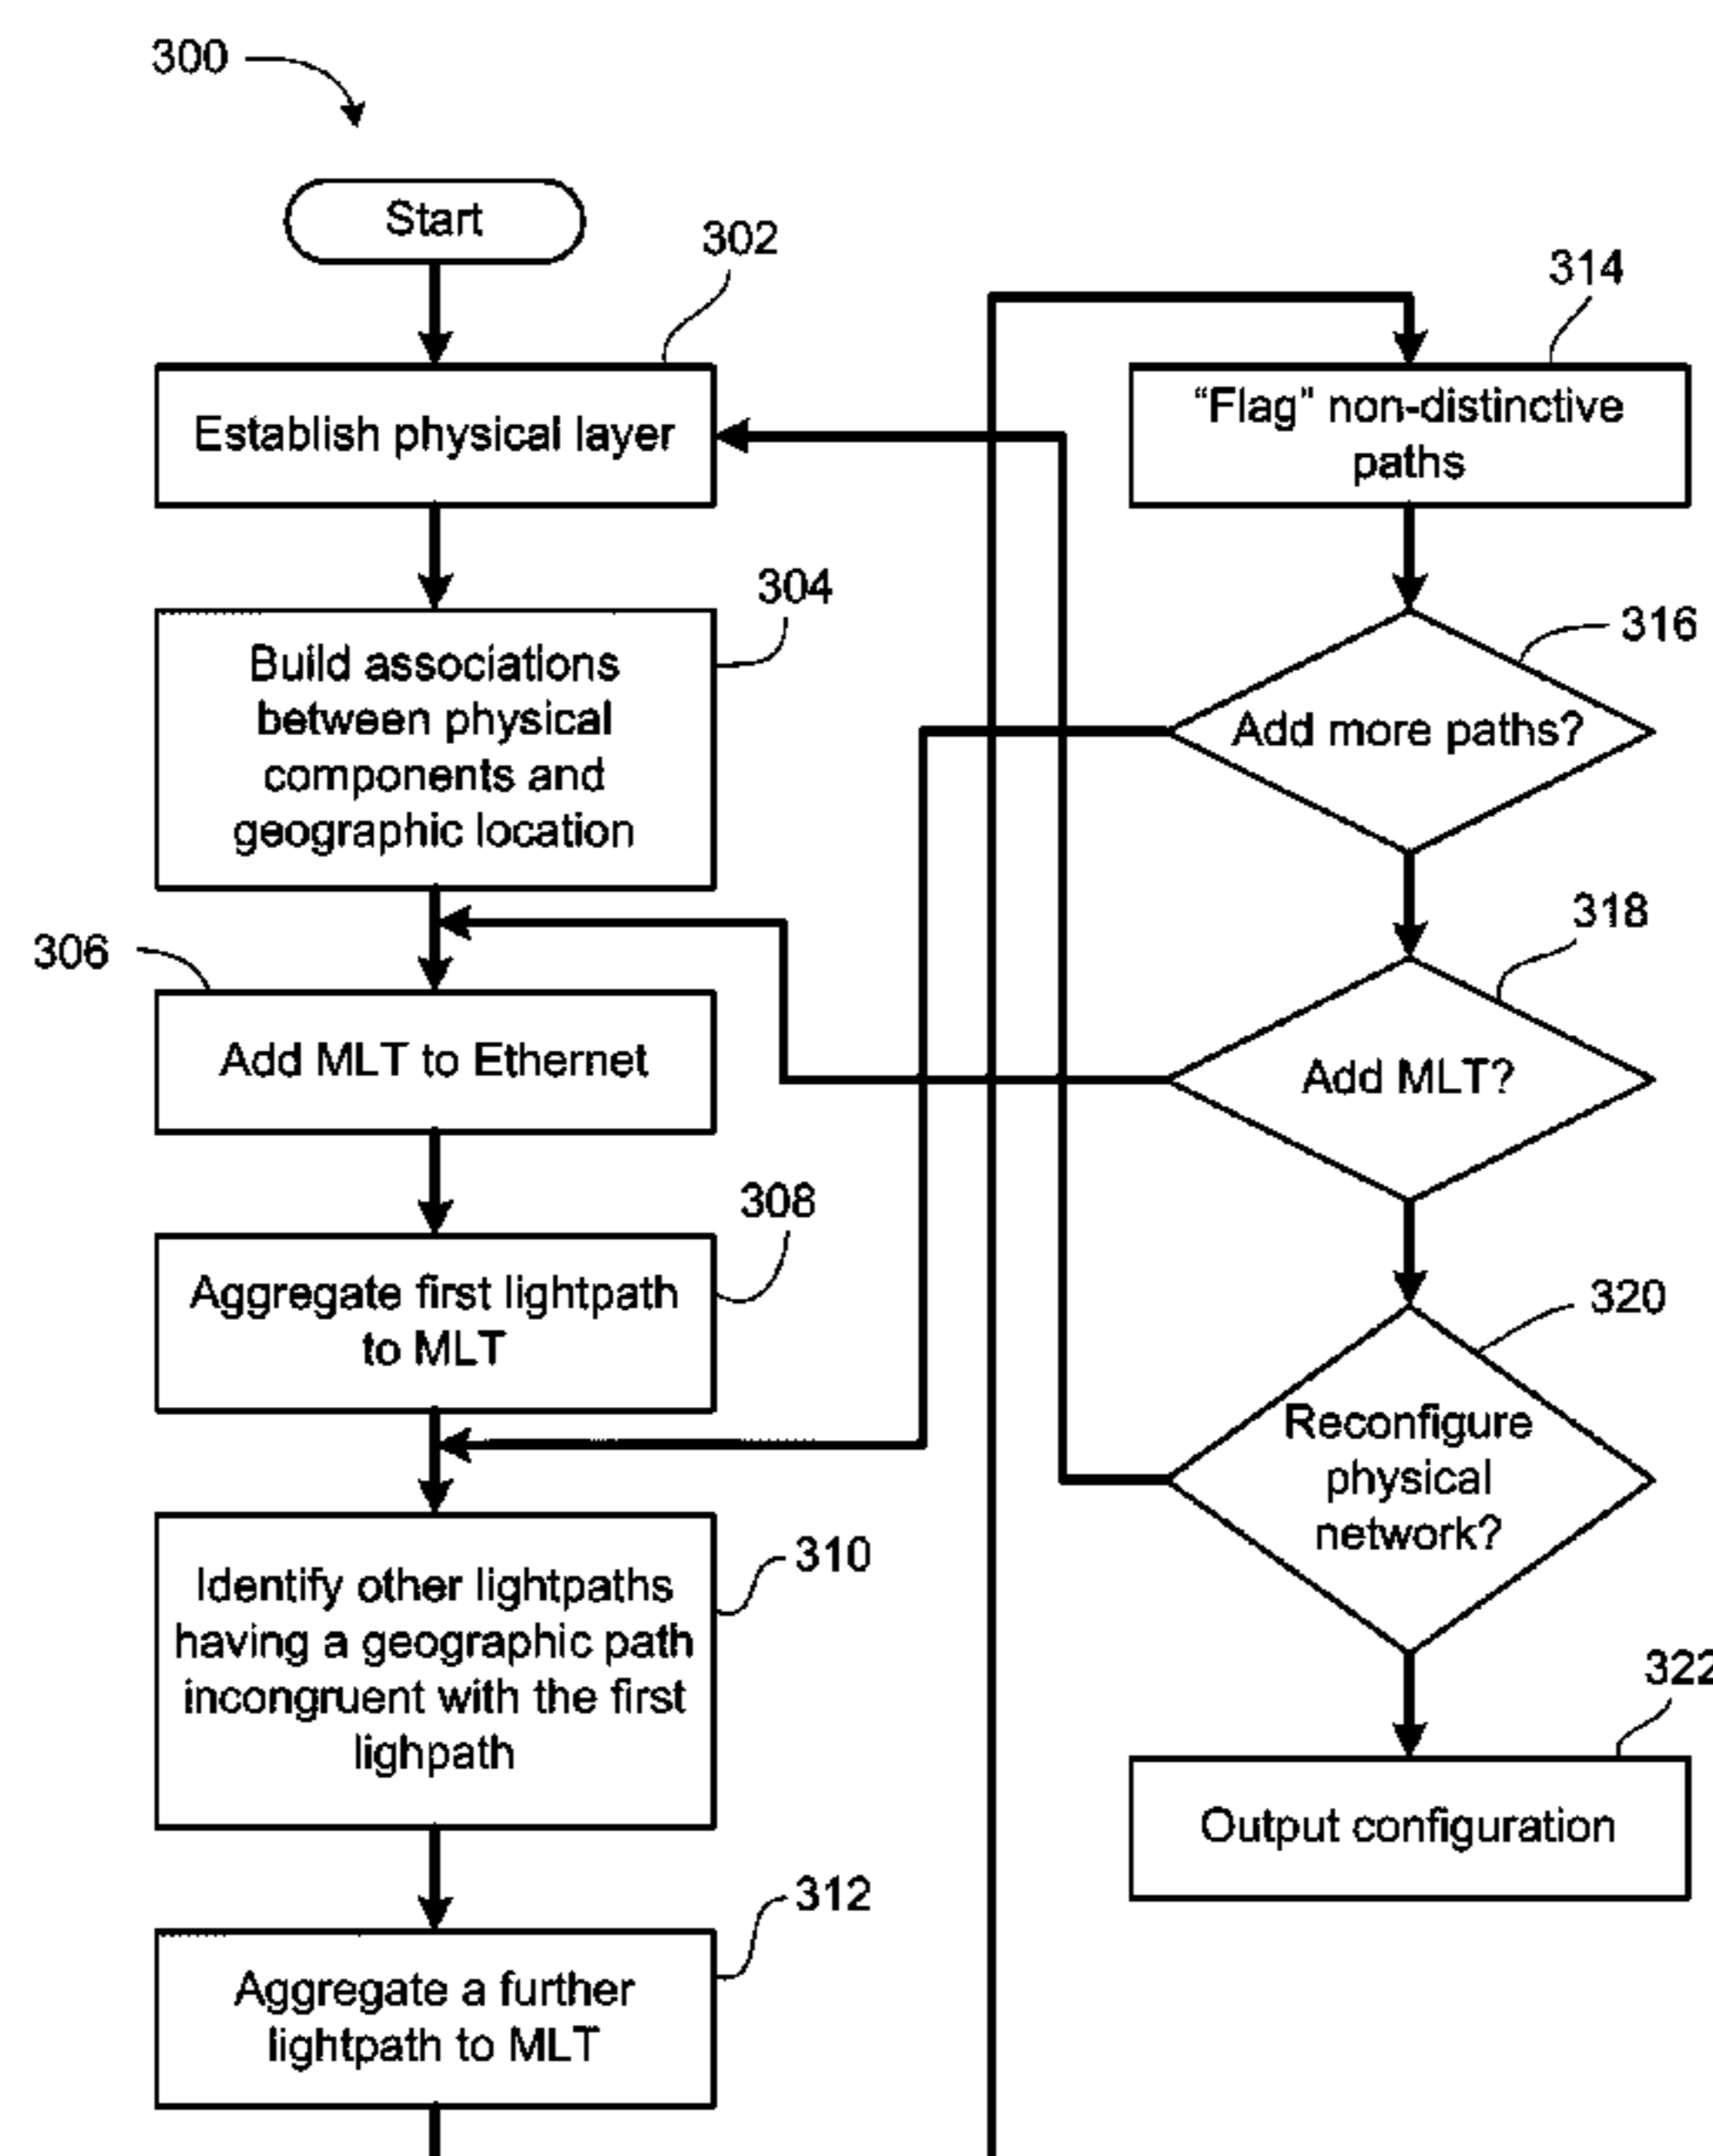 300
Start
302
Establish physical layer
304
Build associations
between physical
components and
geographic location
306
Add MLT to Ethernet
308
Aggregate first lightpath
to MLT
310
Identify other lightpaths
having a geographic path
incongruent with the first
lighpath
312
Aggregate a further
lightpath to MLT
314
“Flag” non-distinctive
paths
316
Add more paths?
318
Add MLT?
320
Reconfigure
physical
network?
322
Output configuration